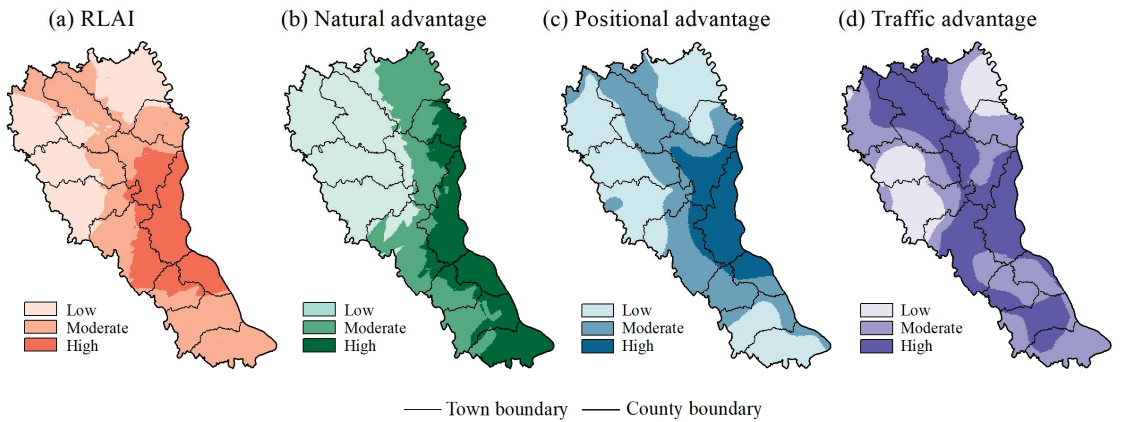 (a) RLAI
(b) Natural advantage
(c) Positional advantage
(d) Traffic advantage
Low
Moderate
High
Low
Moderate
High
Low
Moderate
High
Low
Moderate
High
Town boundary
County boundary